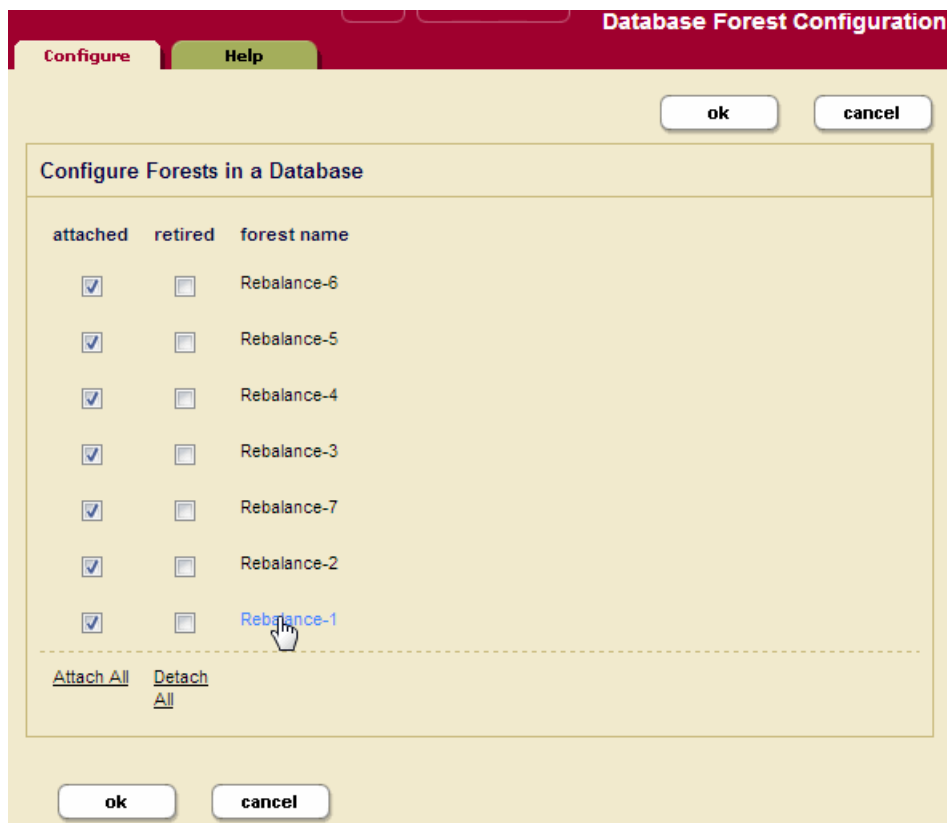 Database Forest Configuration
Configure Help
ok cancel
Configure Forests in a Database
attached retired forest name
Rebalance-6
Rebalance-5
Rebalance-4
Rebalance-3
Rebalance-7
Rebalance-2
Rebalance-1
Attach All Detach
All
ok cancel